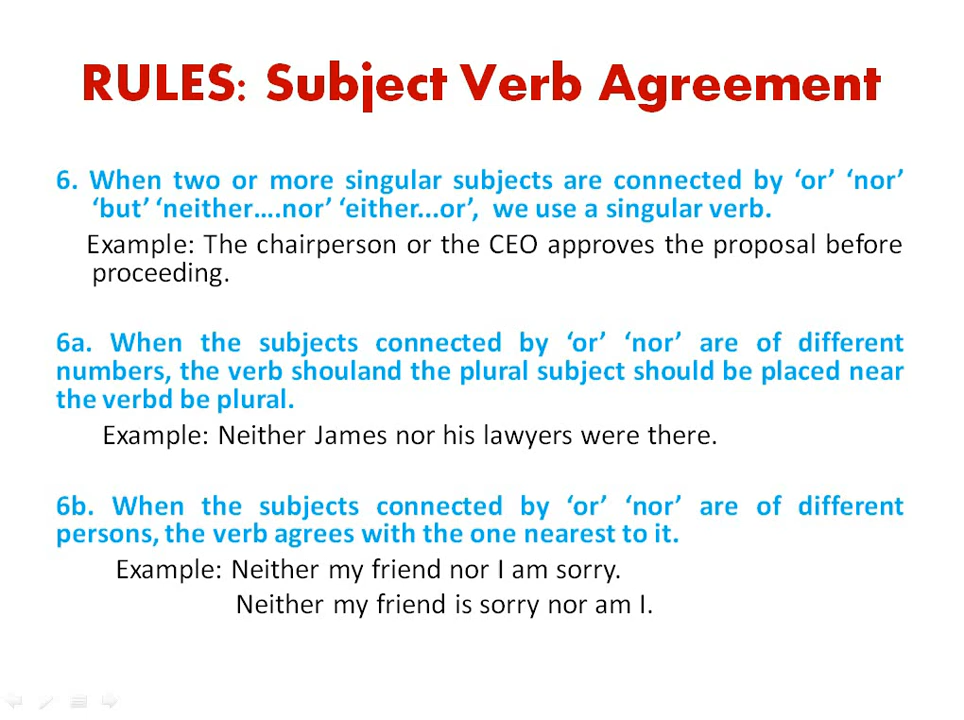 RULES: Subject Verb Agreement
6. When two or more singular subjects are connected by ‘or’ ‘nor’
‘but’ ‘neither….nor’ ‘either...or’, we use a singular verb.
Example: The chairperson or the CEO approves the proposal before
proceeding.
6a. When the subjects connected by ‘or’ ‘nor’ are of different
numbers, the verb shouland the plural subject should be placed near
the verbd be plural.
Example: Neither James nor his lawyers were there.
6b. When the subjects connected by ‘or’ ‘nor’ are of different
persons, the verb agrees with the one nearest to it.
Example: Neither my friend nor I am sorry.
Neither my friend is sorry nor am I.